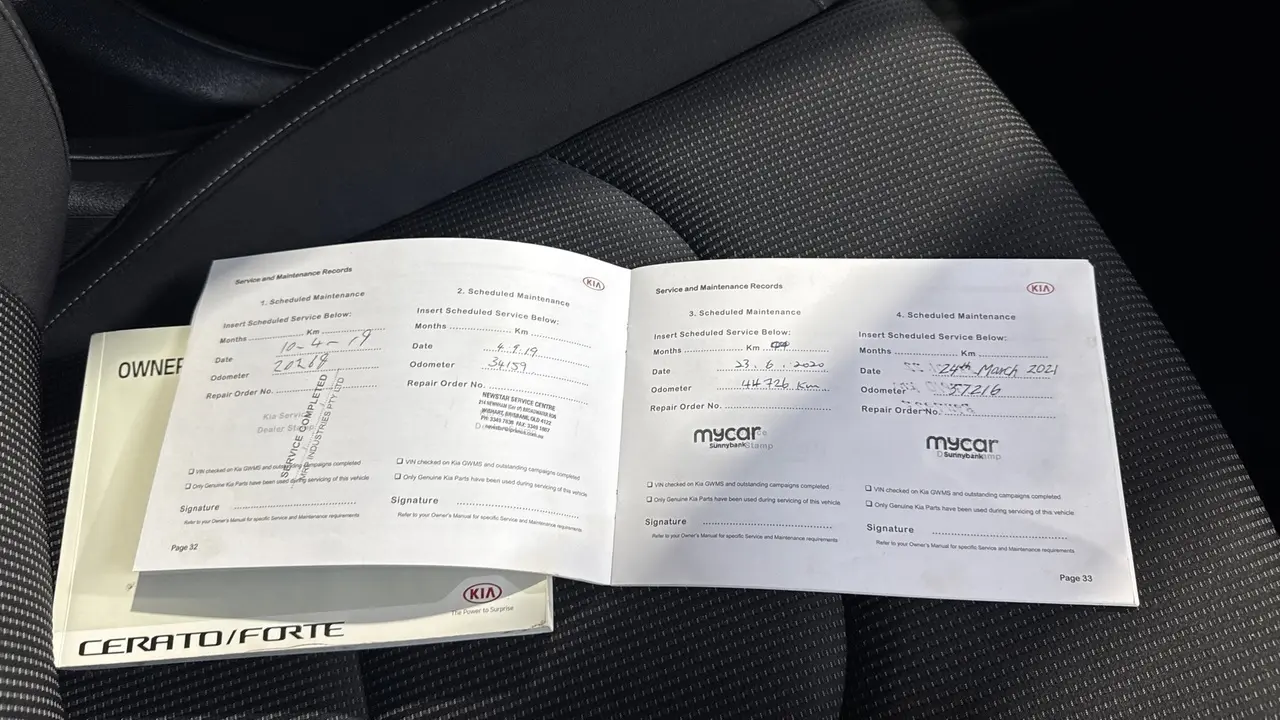 OWNER
Service and Maintenance Records
1. Scheduled Maintenance
Insert Scheduled Service Below:
Months Km
10-4-19
Date
Odometer
Repair Order No.
Kia Servi
Dealer Stamp
SERVICE COMPLETED
INDUSTRIES PTY LTD
VIN checked on Kia GWMS and outstanding campaigns completed
Only Genuine Kia Parts have been used during servicing of this vehicle
Signature
Refer to your Owner's Manual for specific Service and Maintenance requirements
Page 32
KIA
2. Scheduled Maintenance
Insert Scheduled Service Below:
Months Km
Date 4.9.19
Odometer 34159
Repair Order No.
NEWSTAR SERVICE CENTRE
WISHART, BRISBANE, QLD 4122
VIN checked on Kia GWMS and outstanding campaigns completed
Only Genuine Kia Parts have been used during servicing of this vehicle
Signature
Refer to your Owner's Manual for specific Service and Maintenance requirements
Service and Maintenance Records
3. Scheduled Maintenance
Insert Scheduled Service Below:
Months Km
Date 23.6.2020
Odometer 44726 Km
Repair Order No.
mycar
Sunnybank Stamp
VIN checked on Kia GWMS and outstanding campaigns completed
Only Genuine Kia Parts have been used during servicing of this vehicle
Signature
Refer to your Owner's Manual for specific Service and Maintenance requirements
KIA
4. Scheduled Maintenance
Insert Scheduled Service Below:
Months Km
Date 24th March 2021
Odometer 57216
Repair Order No.
mycar
Sunnybank
VIN checked on Kia GWMS and outstanding campaigns completed
Only Genuine Kia Parts have been used during servicing of this vehicle
Signature
Refer to your Owner's Manual for specific Service and Maintenance requirements
Page 33
KIA
The Power to Surprise
CERATO/FORTE